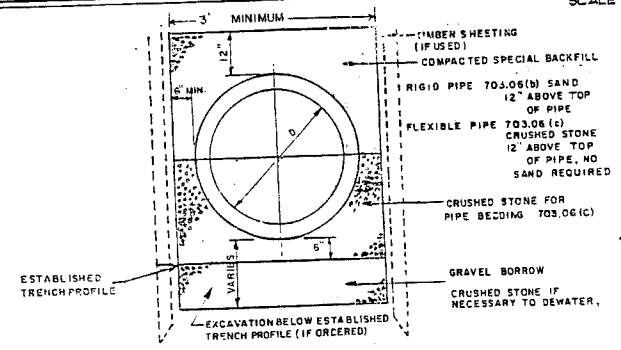 SCALE
3' MINIMUM
TIMBER SHEETING
(IF USED)
COMPACTED SPECIAL BACKFILL
12"
RIGID PIPE 703.06(b) SAND
12" ABOVE TOP
OF PIPE
MIN.
FLEXIBLE PIPE 703.06(c)
CRUSHED STONE
12" ABOVE TOP
OF PIPE, NO
SAND REQUIRED
D
CRUSHED STONE FOR
PIPE BEDDING 703.06(C)
6"
ESTABLISHED
TRENCH PROFILE
VARIES
GRAVEL BORROW
CRUSHED STONE IF
NECESSARY TO DEWATER.
EXCAVATION BELOW ESTABLISHED
TRENCH PROFILE (IF ORDERED)